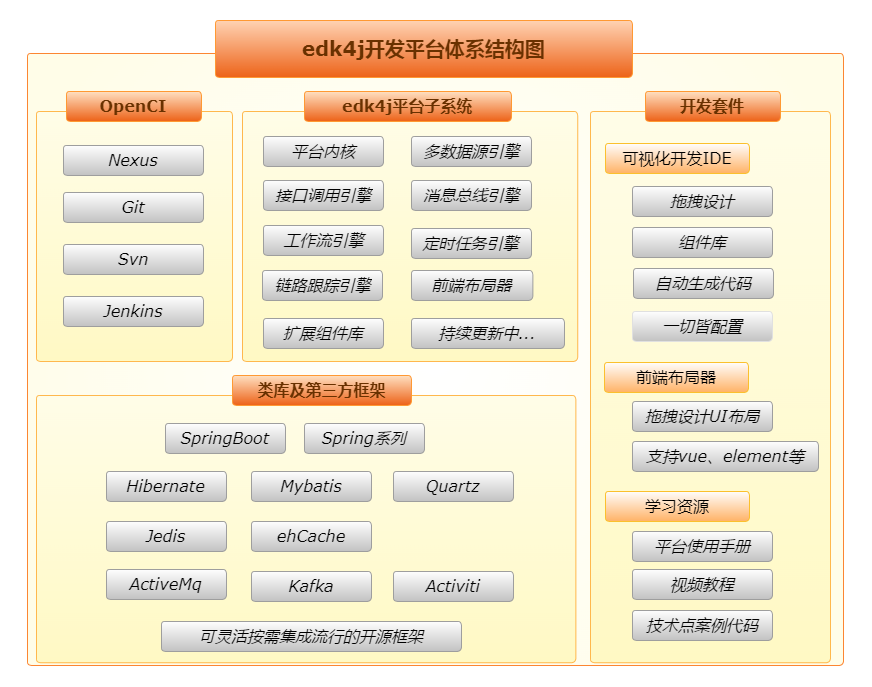 edk4j开发平台体系结构图
OpenCI
Nexus
Git
Svn
Jenkins
edk4j平台子系统
平台内核
多数据源引擎
接口调用引擎
消息总线引擎
工作流引擎
定时任务引擎
链路跟踪引擎
前端布局器
扩展组件库
持续更新中...
类库及第三方框架
SpringBoot
Spring系列
Hibernate
Mybatis
Quartz
Jedis
ehCache
ActiveMq
Kafka
Activiti
可灵活按需集成流行的开源框架
开发套件
可视化开发IDE
拖拽设计
组件库
自动生成代码
一切皆配置
前端布局器
拖拽设计UI布局
支持vue、element等
学习资源
平台使用手册
视频教程
技术点案例代码